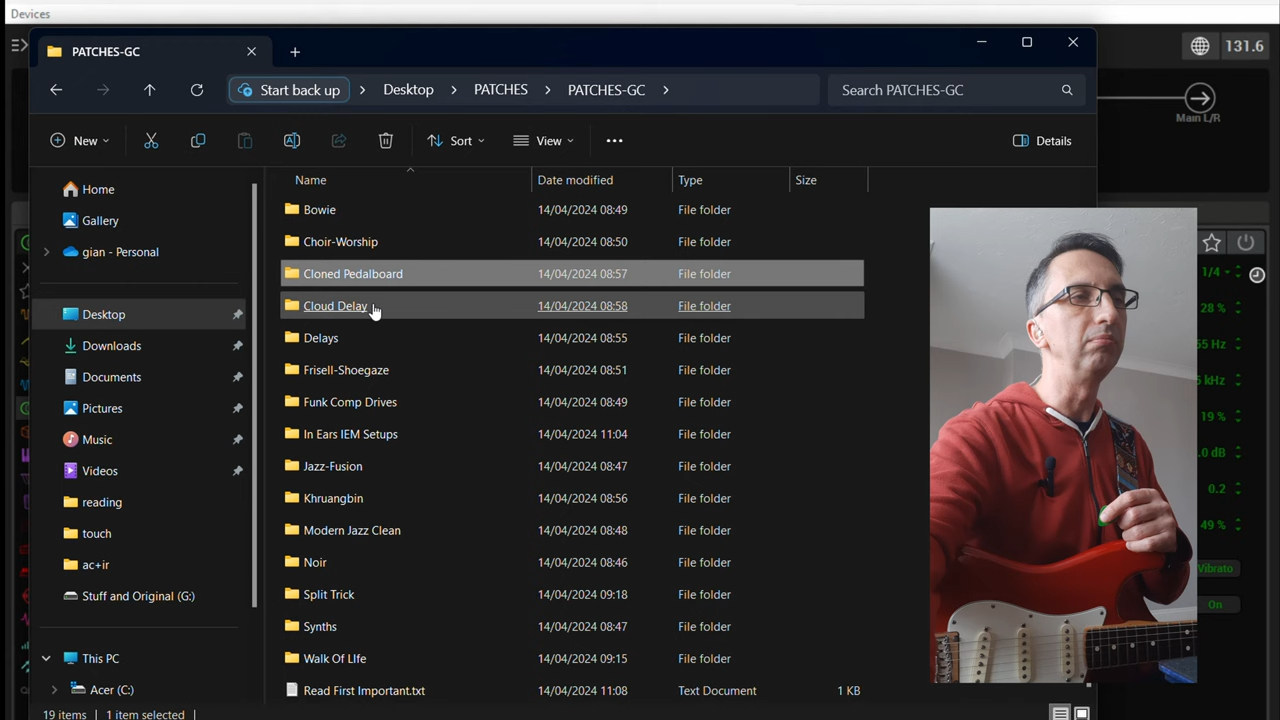 Devices
PATCHES-GC
131.6
Start back up > Desktop > PATCHES > PATCHES-GC >
Search PATCHES-GC
Main L/R
New
Sort
View
Details
Name Date modified Type Size
Home
Gallery
gian - Personal
Desktop
Downloads
Documents
Pictures
Music
Videos
reading
touch
ac+ir
Stuff and Original (G:)
This PC
Acer (C:)
Bowie 14/04/2024 08:49 File folder
Choir-Worship 14/04/2024 08:50 File folder
Cloned Pedalboard 14/04/2024 08:57 File folder
Cloud Delay 14/04/2024 08:58 File folder
Delays 14/04/2024 08:55 File folder
Frisell-Shoegaze 14/04/2024 08:51 File folder
Funk Comp Drives 14/04/2024 08:49 File folder
In Ears IEM Setups 14/04/2024 11:04 File folder
Jazz-Fusion 14/04/2024 08:47 File folder
Khruangbin 14/04/2024 08:56 File folder
Modern Jazz Clean 14/04/2024 08:48 File folder
Noir 14/04/2024 08:46 File folder
Split Trick 14/04/2024 09:18 File folder
Synths 14/04/2024 08:47 File folder
Walk Of LIfe 14/04/2024 09:15 File folder
Read First Important.txt 14/04/2024 11:08 Text Document 1 KB
1/4
28 %
19 %
0.2
49 %
Vibrato
On
19 items | 1 item selected |